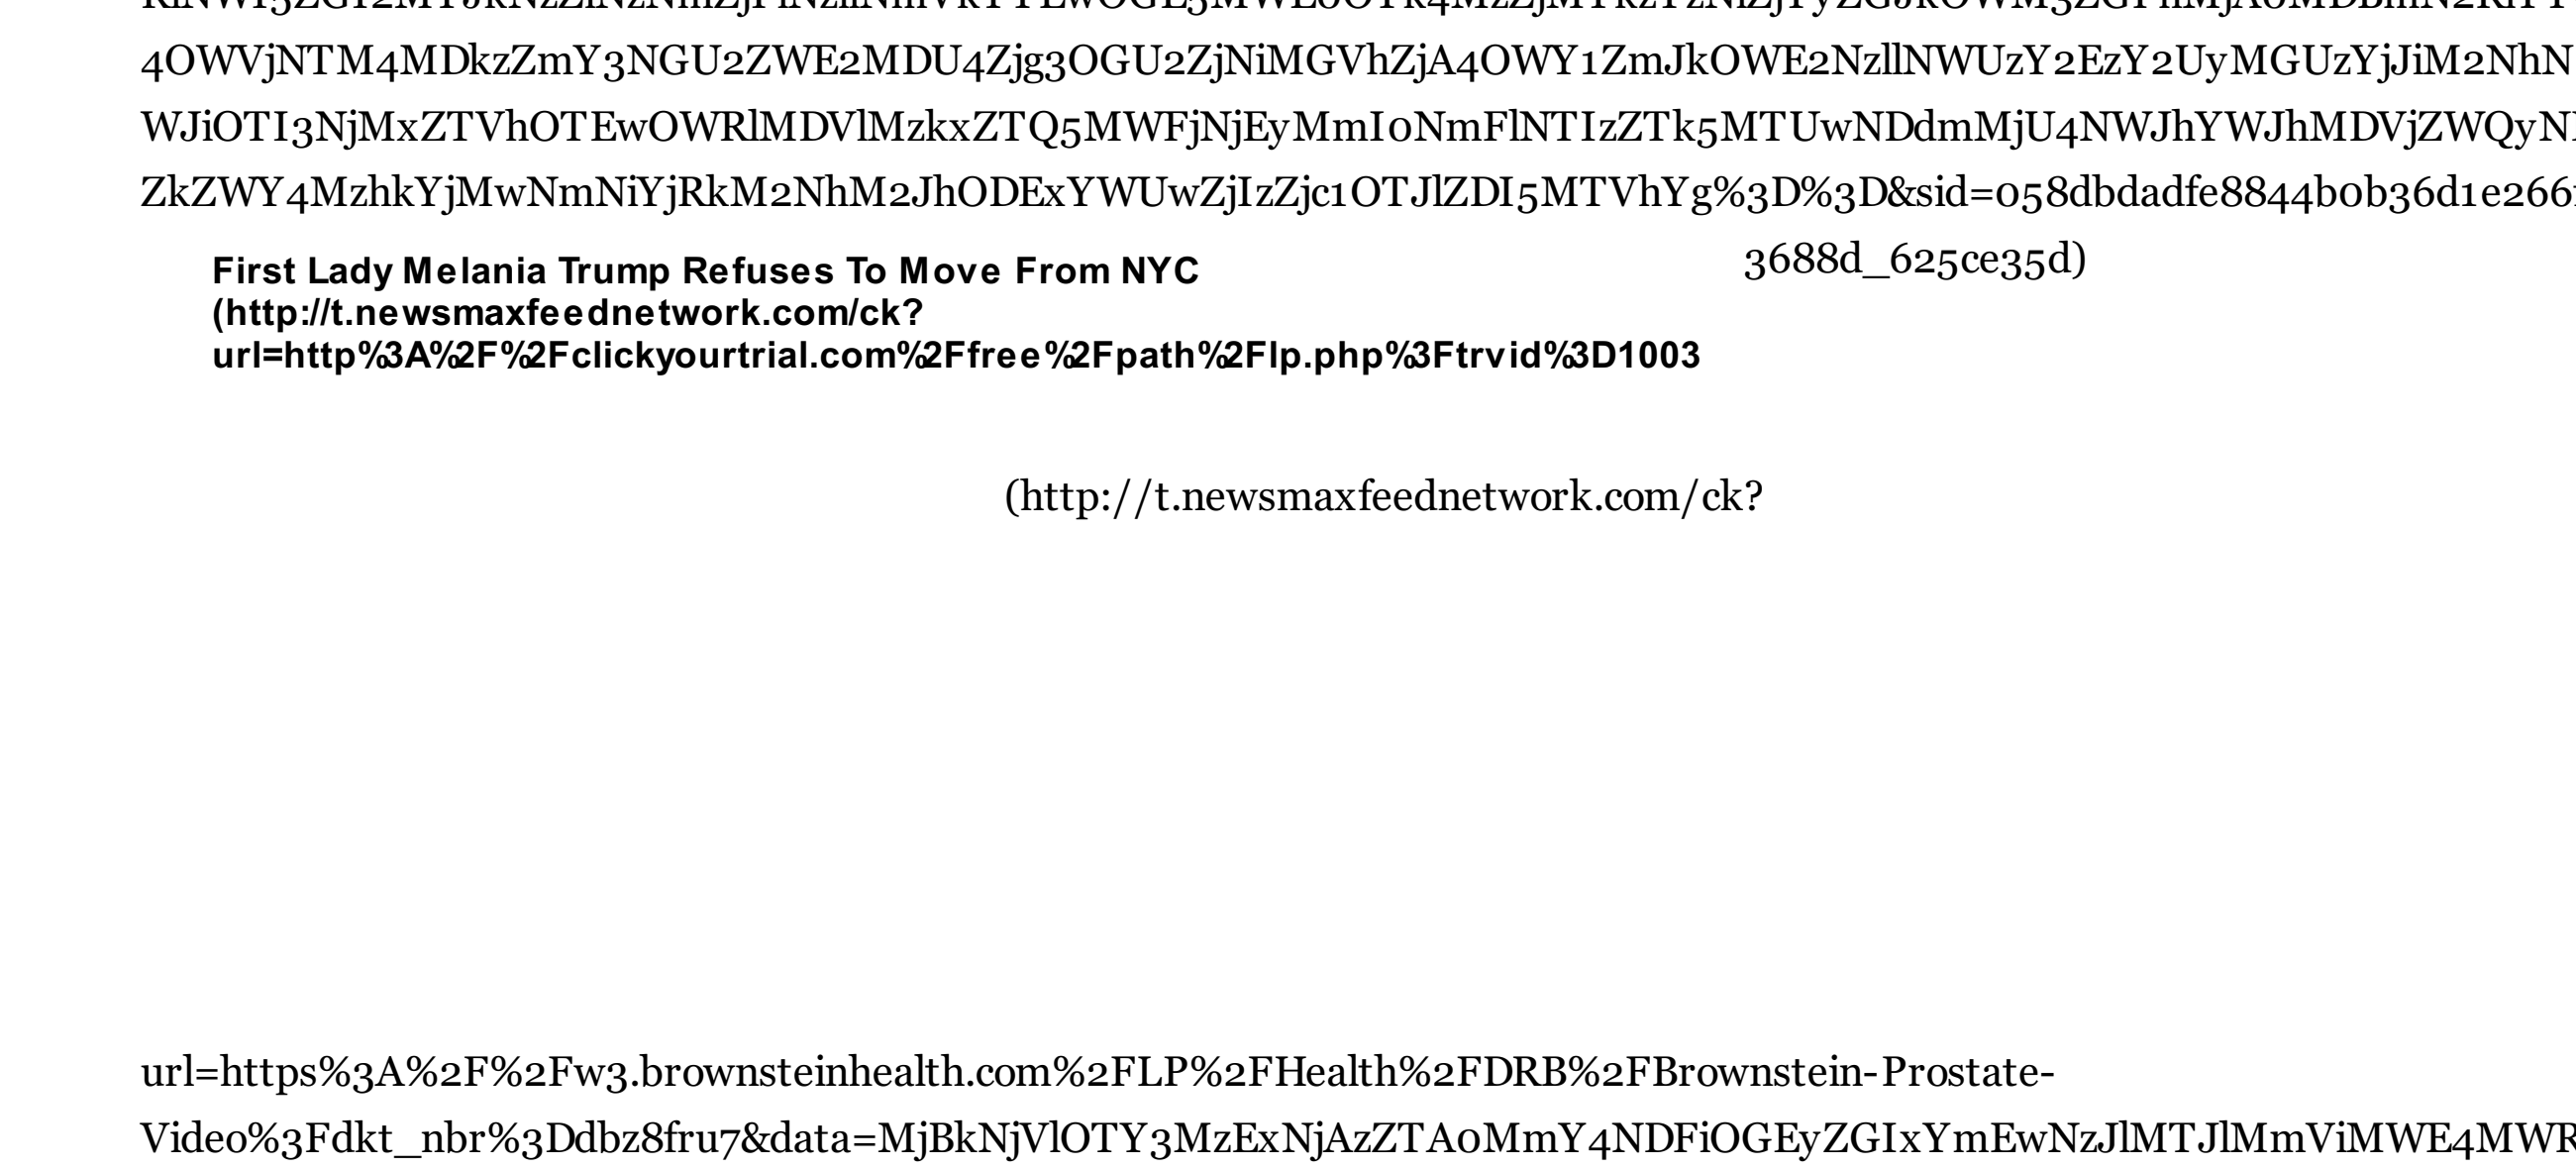 4OWVjNTM4MDkzZmY3NGU2ZWE2MDU4Zjg3OGU2ZjNiMGVhZjA4OWY1ZmJkOWE2NzllNWUzY2EzY2UyMGUzYjJiM2NhN
WJiOTI3NjMxZTVhOTEwOWRlMDVlMzkxZTQ5MWFjNjEyMmI0NmFlNTIzZTk5MTUwNDdmMjU4NWJhYWJhMDVjZWQyN
ZkZWY4MzhkYjMwNmNiYjRkM2NhM2JhODExYWUwZjIzZjc1OTJlZDI5MTVhYg%3D%3D&sid=058dbdadfe8844b0b36d1e266
3688d_625ce35d)
First Lady Melania Trump Refuses To Move From NYC
(http://t.newsmaxfeednetwork.com/ck?
url=http%3A%2F%2Fclickyourtrial.com%2Ffree%2Fpath%2Flp.php%3Ftrvid%3D1003
(http://t.newsmaxfeednetwork.com/ck?
url=https%3A%2F%2Fw3.brownsteinhealth.com%2FLP%2FHealth%2FDRB%2FBrownstein-Prostate-
Video%3Fdkt_nbr%3Ddbz8fru7&data=MjBkNjVlOTY3MzExNjAzZTA0MmY4NDFiOGEyZGIxYmEwNzJlMTJlMmViMWE4MWR